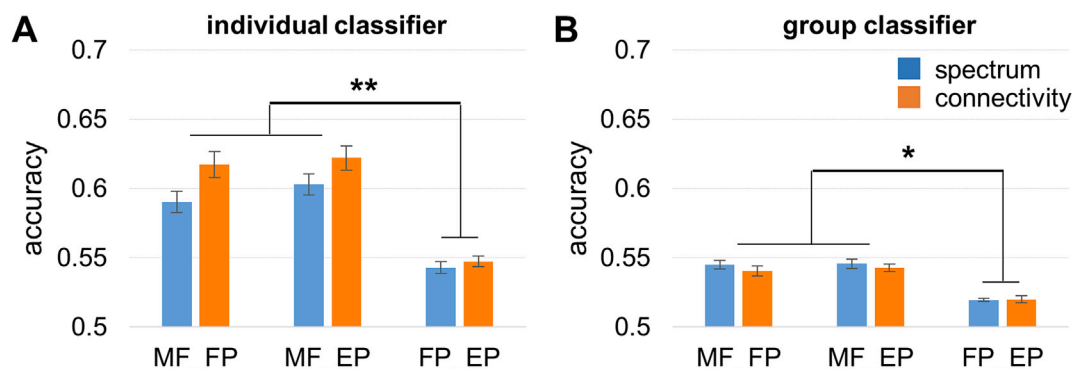 A
individual classifier
0.7
0.65
0.6
0.55
0.5
accuracy
**
MF FP
MF EP
FP EP
B
group classifier
0.7
0.65
0.6
0.55
0.5
accuracy
spectrum
connectivity
*
MF FP
MF EP
FP EP